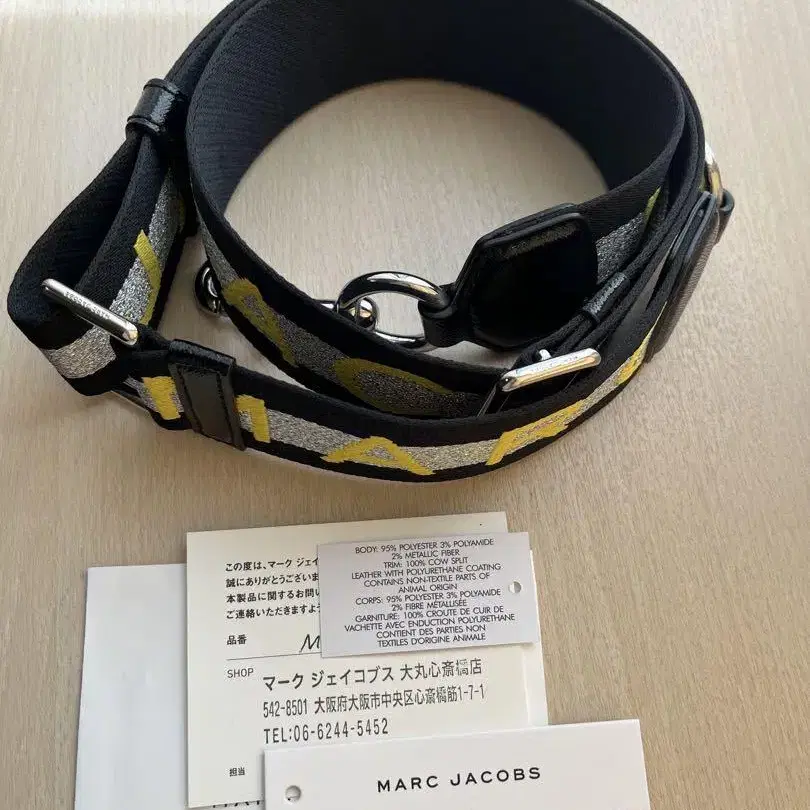 MAR
AC
BODY: 95% POLYESTER 3% POLYAMIDE
2% METALLIC FIBER
TRIM: 100% COW SPLIT
LEATHER WITH POLYURETHANE COATING
CONTAINS NON-TEXTILE PARTS OF
ANIMAL ORIGIN
CORPS: 95% POLYESTER 3% POLYAMIDE
2% FIBRE MÉTALLISÉE
GARNITURE: 100% CROUTE DE CUIR DE
VACHETTE AVEC ENDUCTION POLYURETHANE
CONTIENT DES PARTIES NON
TEXTILES D'ORIGINE ANIMALE
この度は、マーク ジェイ
誠にありがとうございま
本製品に関するお問い
ご連絡いただきますよ
品番 M
SHOP マーク ジェイコブス 大丸心斎橋店
542-8501 大阪府大阪市中央区心斎橋筋1-7-1
TEL:06-6244-5452
担当
MARC JACOBS